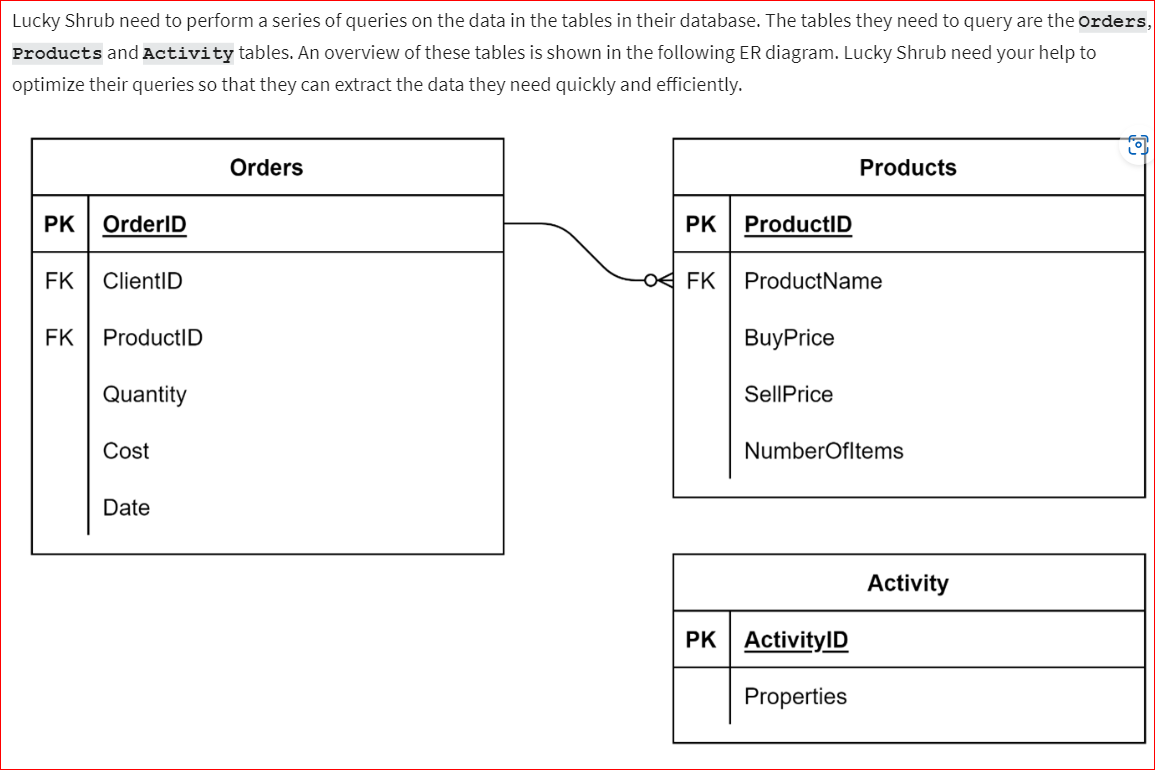 Lucky Shrub need to perform a series of queries on the data in the tables in their database. The tables they need to query are the Orders,
Products and Activity tables. An overview of these tables is shown in the following ER diagram. Lucky Shrub need your help to
optimize their queries so that they can extract the data they need quickly and efficiently.
Orders
PK OrderID
FK ClientID
FK ProductID
Quantity
Cost
Date
Products
PK ProductID
FK ProductName
BuyPrice
SellPrice
NumberOfItems
Activity
PK ActivityID
Properties